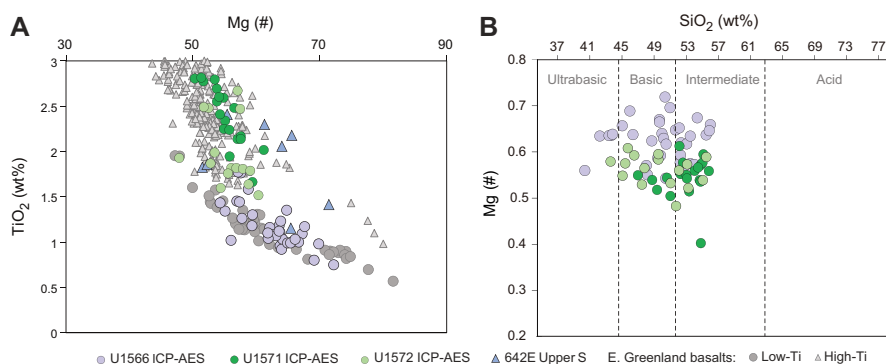 A
Mg (#)
30 50 70 90
3
2.5
2
1.5
1
0.5
0
TiO2 (wt%)
B
SiO2 (wt%)
37 45 49 53 57 61 65 69 73 77
Ultrabasic Basic Intermediate Acid
0.8
0.7
0.6
0.5
0.4
0.3
0.2
Mg (#)
U1566 ICP-AES U1571 ICP-AES U1572 ICP-AES 642E Upper S E. Greenland basalts: Low-Ti High-Ti